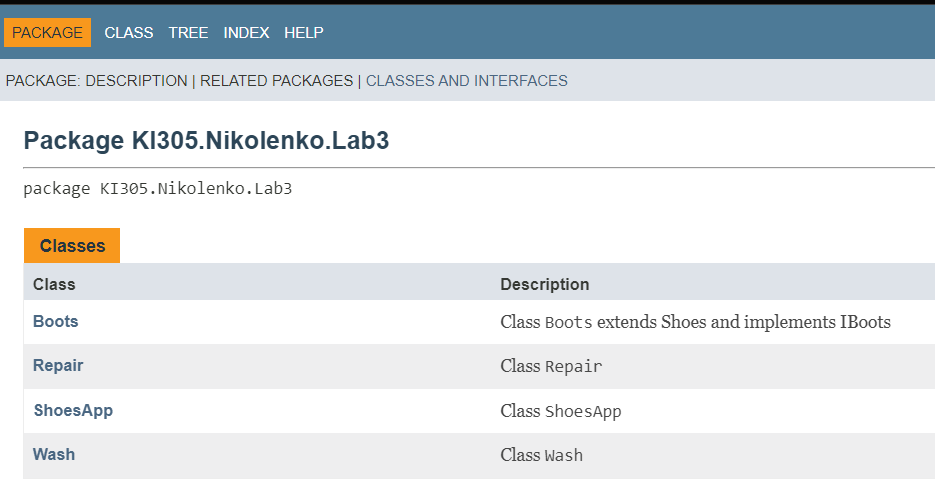 PACKAGE CLASS TREE INDEX HELP
PACKAGE: DESCRIPTION | RELATED PACKAGES | CLASSES AND INTERFACES
Package KI305.Nikolenko.Lab3
package KI305.Nikolenko.Lab3
Classes
Class Description
Boots Class Boots extends Shoes and implements IBoots
Repair Class Repair
ShoesApp Class ShoesApp
Wash Class Wash